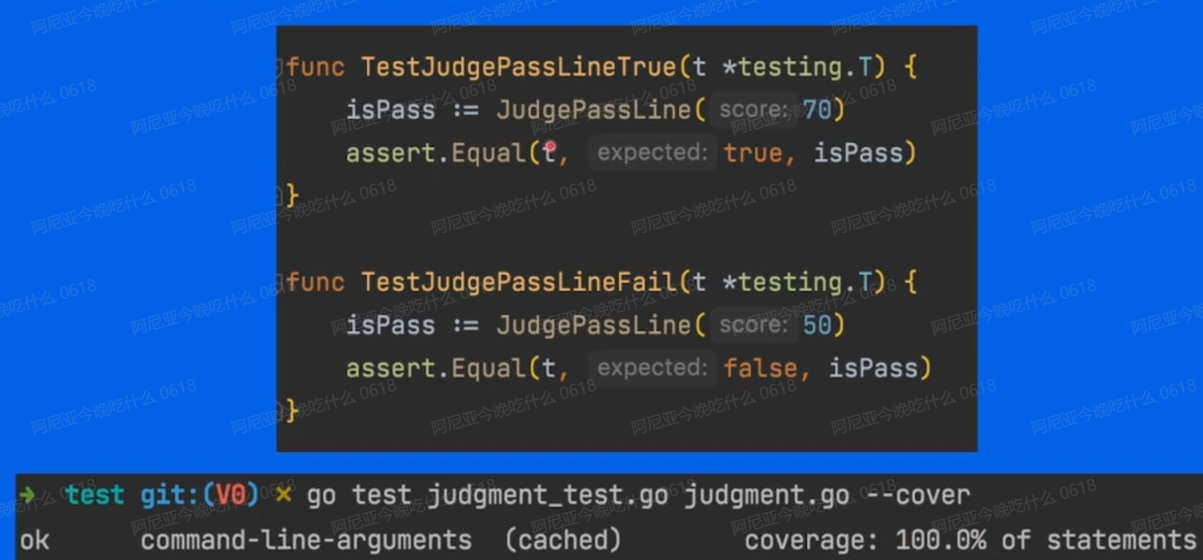 func TestJudgePassLineTrue(t *testing.T) {
isPass := JudgePassLine( score: 70)
assert.Equal(t, expected: true, isPass)
}
func TestJudgePassLineFail(t *testing.T) {
isPass := JudgePassLine( score: 50)
assert.Equal(t, expected: false, isPass)
}
➜ test git:(V0) ✗ go test judgment_test.go judgment.go --cover
ok command-line-arguments (cached) coverage: 100.0% of statements
阿尼亚今晚吃什么 0618